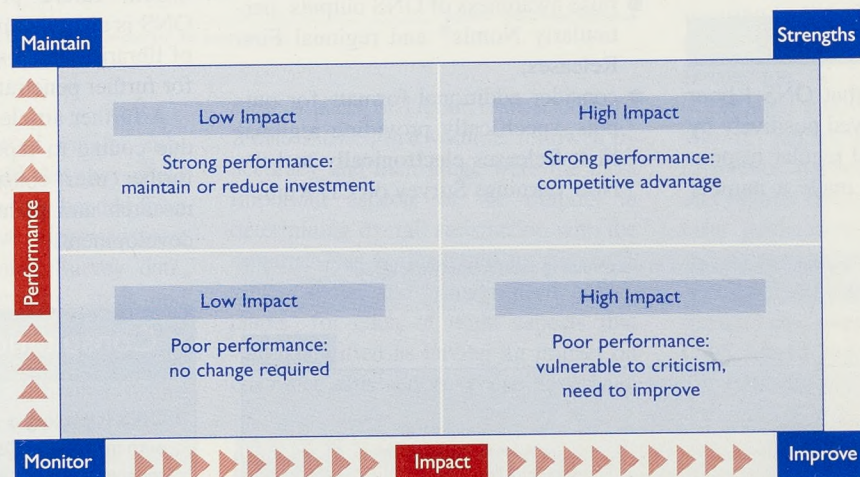 Maintain
Strengths
Low Impact
Strong performance:
maintain or reduce investment
High Impact
Strong performance:
competitive advantage
Performance
Low Impact
Poor performance:
no change required
High Impact
Poor performance:
vulnerable to criticism,
need to improve
Monitor
Impact
Improve